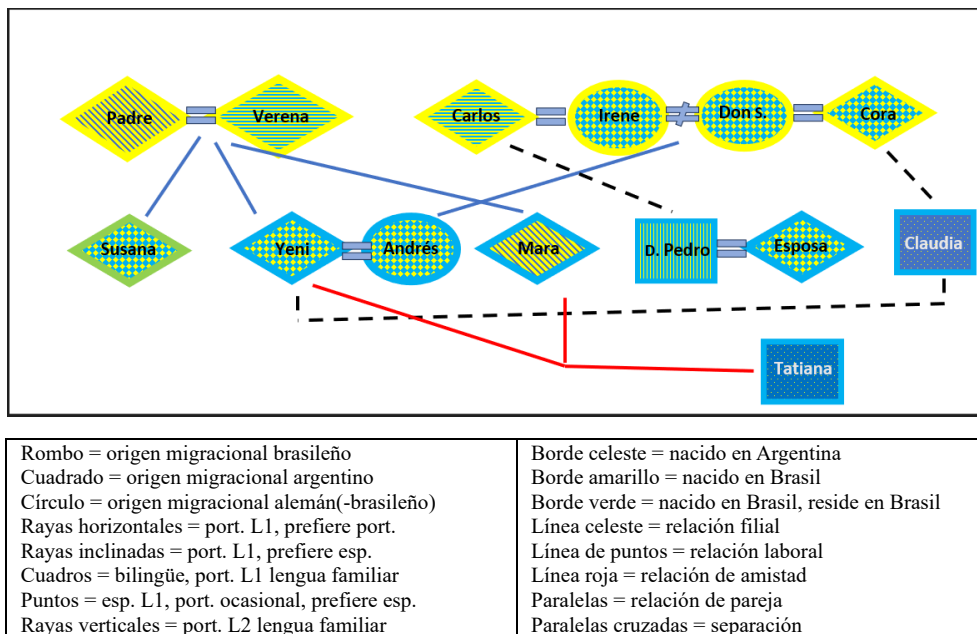 Padre
Verena
Carlos
Irene
Don S.
Cora
Susana
Yeni
Andrés
Mara
D. Pedro
Esposa
Claudia
Tatiana
Rombo = origen migracional brasileño
Cuadrado = origen migracional argentino
Círculo = origen migracional alemán(-brasileño)
Rayas horizontales = port. L1, prefiere port.
Rayas inclinadas = port. L1, prefiere esp.
Cuadros = bilingüe, port. L1 lengua familiar
Puntos = esp. L1, port. ocasional, prefiere esp.
Rayas verticales = port. L2 lengua familiar
Borde celeste = nacido en Argentina
Borde amarillo = nacido en Brasil
Borde verde = nacido en Brasil, reside en Brasil
Línea celeste = relación filial
Línea de puntos = relación laboral
Línea roja = relación de amistad
Paralelas = relación de pareja
Paralelas cruzadas = separación